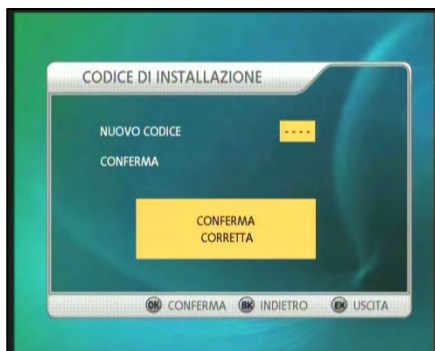 CODICE DI INSTALLAZIONE
NUOVO CODICE - - - -
CONFERMA
CONFERMA
CORRETTA
OK CONFERMA BK INDIETRO EX USCITA